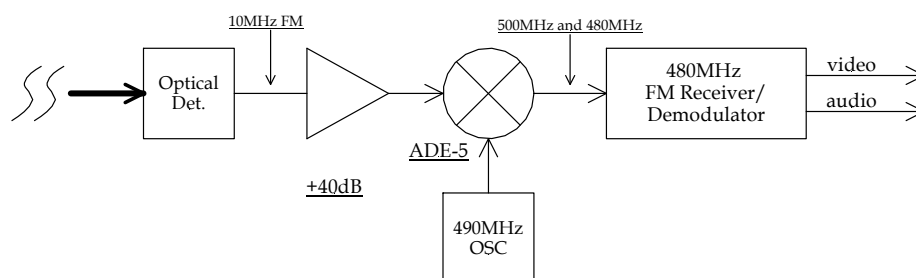 10MHz FM
500MHz and 480MHz
Optical
Det.
480MHz
FM Receiver/
Demodulator
video
audio
ADE-5
+40dB
490MHz
OSC